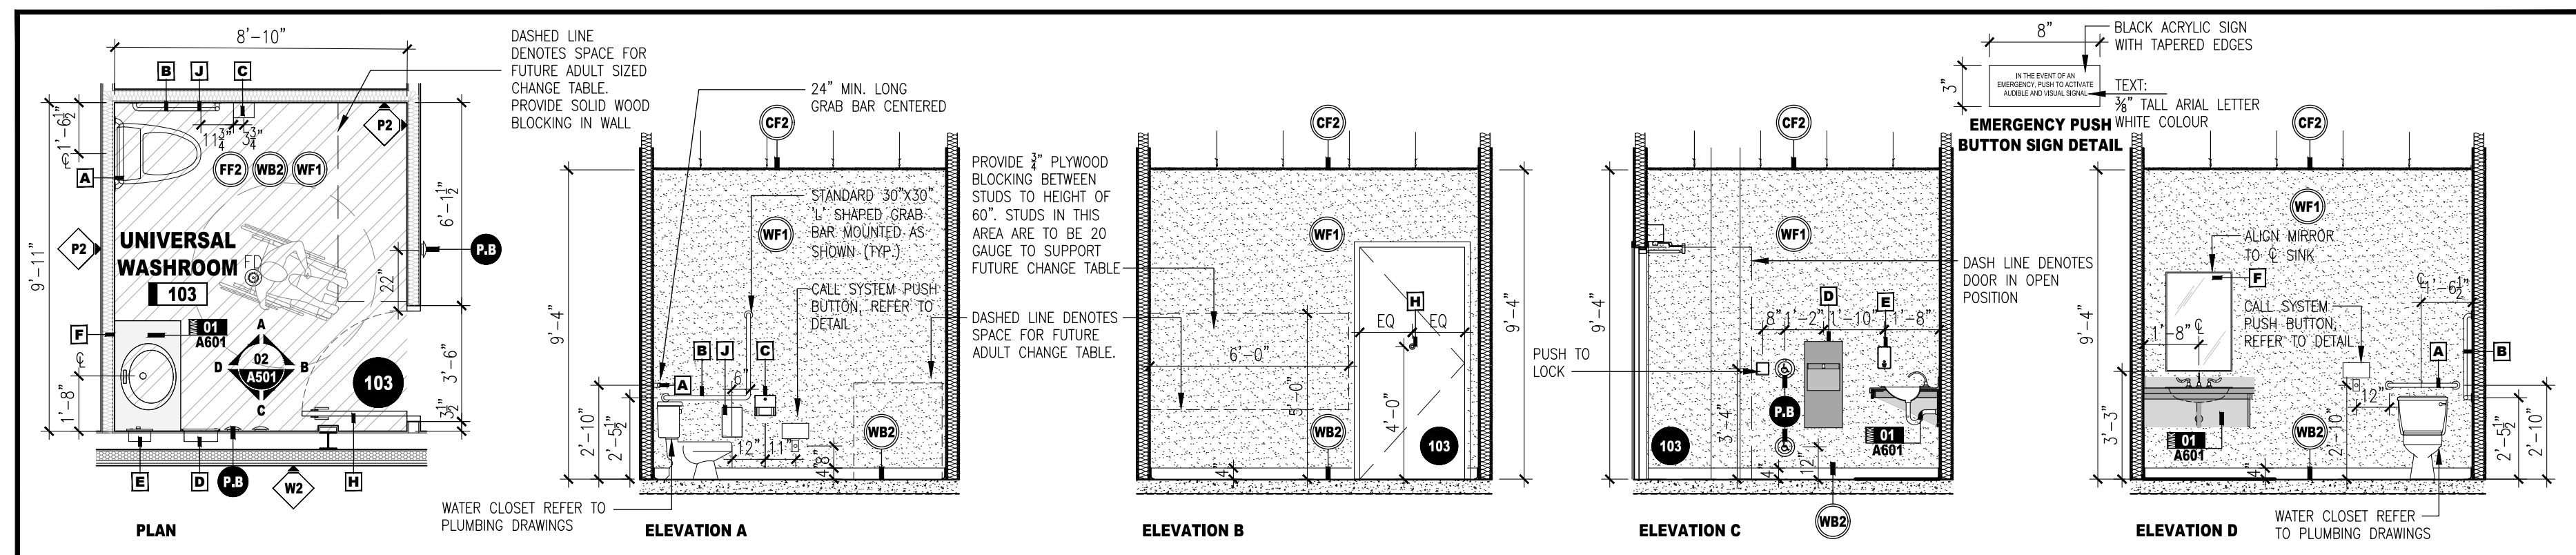 8'-10"
B
J
C
DASHED LINE
DENOTES SPACE FOR
FUTURE ADULT SIZED
CHANGE TABLE.
PROVIDE SOLID WOOD
BLOCKING IN WALL
1'-6½"
℄
11¾"
3¾"
P2
FF2
WB2
WF1
A
9'-11"
6'-1½"
P2
UNIVERSAL
WASHROOM
103
FD
22"
P.B
F
01
A601
A
D
02
A501
B
C
103
℄
1'-8"
3'-6"
3½"
E
D
P.B
W2
H
PLAN
24" MIN. LONG
GRAB BAR CENTERED
CF2
STANDARD 30"X30"
'L' SHAPED GRAB
BAR MOUNTED AS
SHOWN (TYP.)
WF1
CALL SYSTEM PUSH
BUTTON, REFER TO
DETAIL
9'-4"
B
J
C
A
6"
WB2
2'-10"
2'-5½"
12"
11"
8"
4"
WATER CLOSET REFER TO
PLUMBING DRAWINGS
ELEVATION A
PROVIDE ¾" PLYWOOD
BLOCKING BETWEEN
STUDS TO HEIGHT OF
60". STUDS IN THIS
AREA ARE TO BE 20
GAUGE TO SUPPORT
FUTURE CHANGE TABLE
DASHED LINE DENOTES
SPACE FOR FUTURE
ADULT CHANGE TABLE.
CF2
WF1
H
EQ
EQ
6'-0"
5'-0"
4'-0"
9'-4"
WB2
103
4"
ELEVATION B
CF2
WF1
DASH LINE DENOTES
DOOR IN OPEN
POSITION
9'-4"
D
E
8"
1'-2"
1'-10"
1'-8"
PUSH TO
LOCK
P.B
3'-4"
103
01
A601
4"
12"
WB2
ELEVATION C
8"
3"
IN THE EVENT OF AN
EMERGENCY, PUSH TO ACTIVATE
AUDIBLE AND VISUAL SIGNAL
BLACK ACRYLIC SIGN
WITH TAPERED EDGES
TEXT:
⅜" TALL ARIAL LETTER
WHITE COLOUR
EMERGENCY PUSH
BUTTON SIGN DETAIL
CF2
WF1
ALIGN MIRROR
TO ℄ SINK
F
℄
1'-6½"
CALL SYSTEM
PUSH BUTTON,
REFER TO DETAIL
9'-4"
1'-8"
℄
A
B
12"
3'-3"
01
A601
WB2
2'-10"
4"
2'-5½"
2'-10"
WATER CLOSET REFER
TO PLUMBING DRAWINGS
ELEVATION D